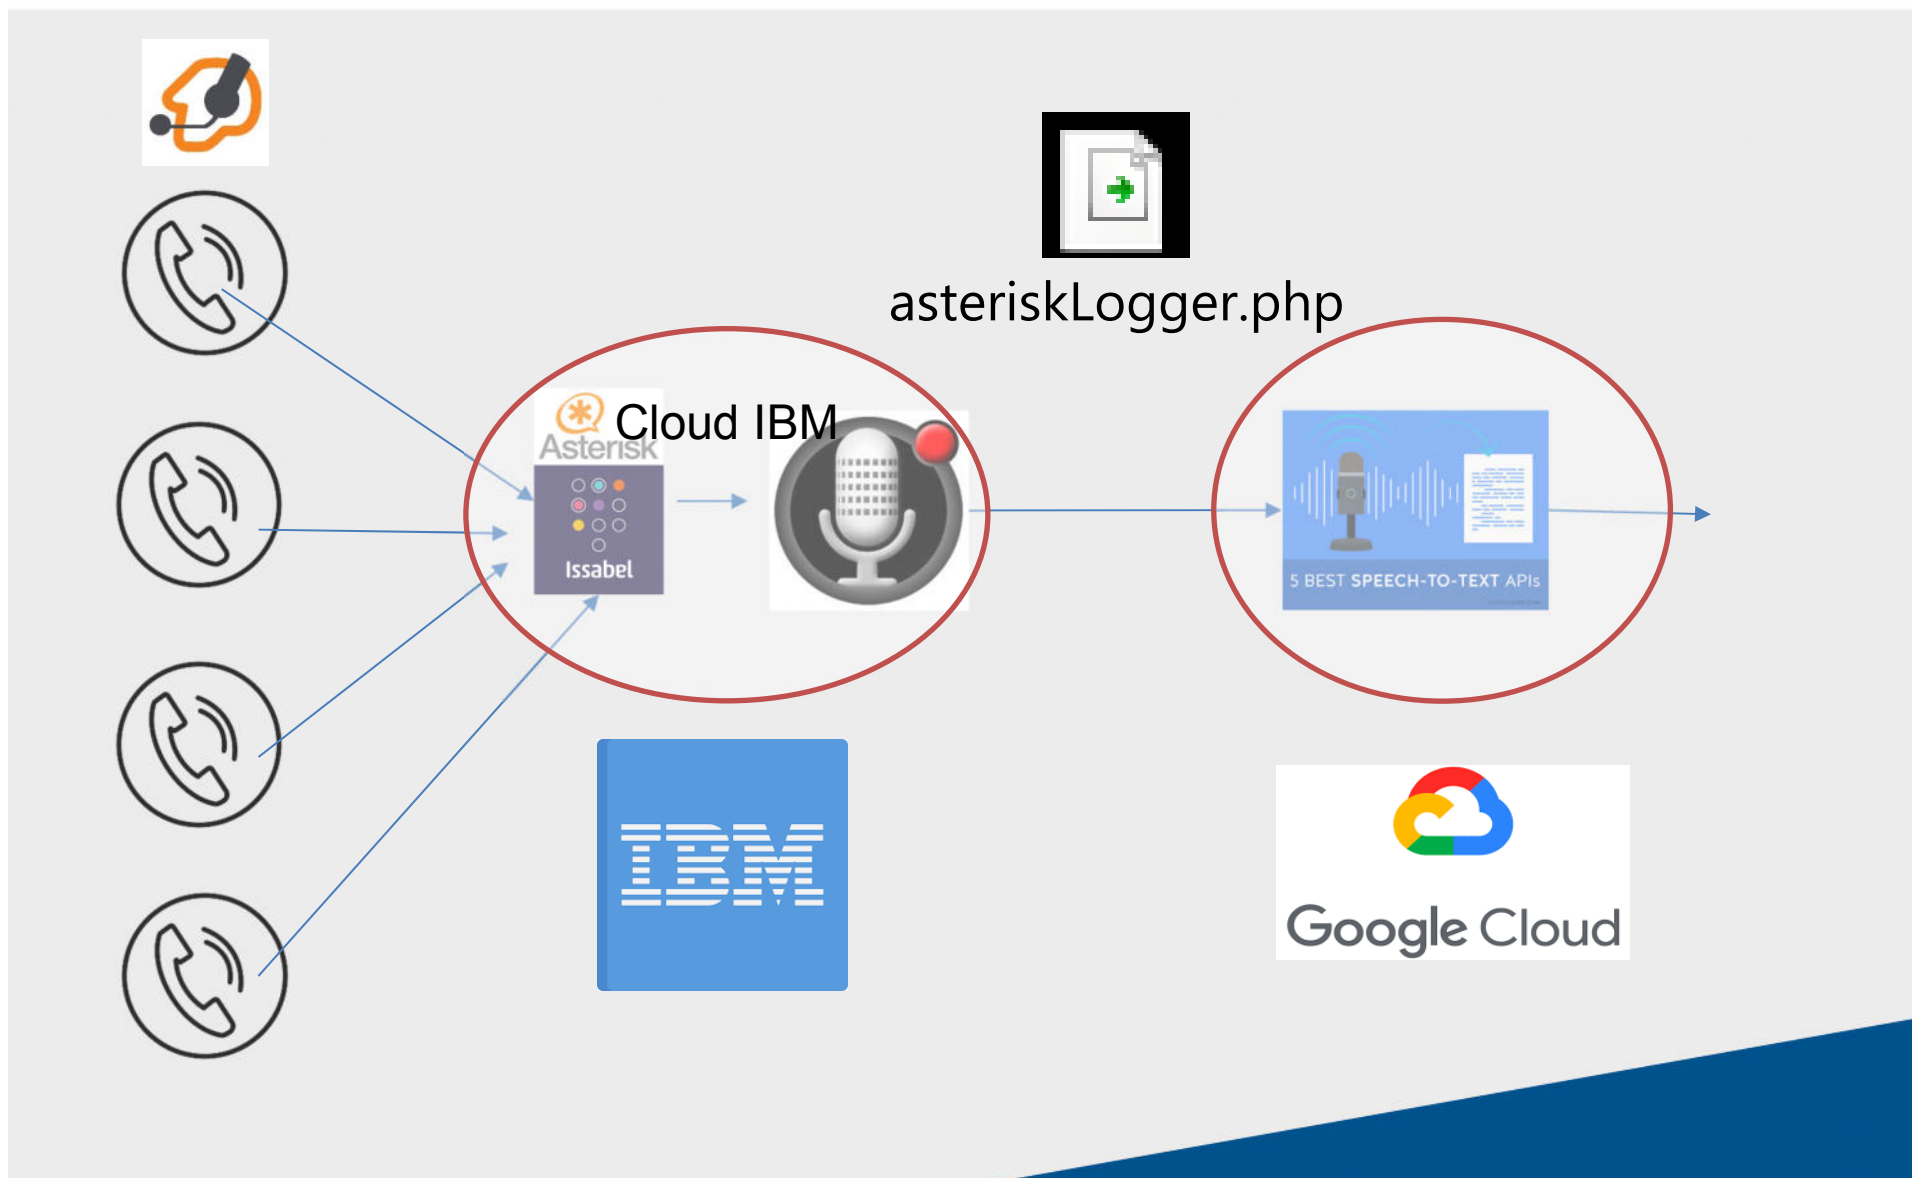 asteriskLogger.php
Cloud IBM
Asterisk
Issabel
5 BEST SPEECH-TO-TEXT APIs
IBM
Google Cloud